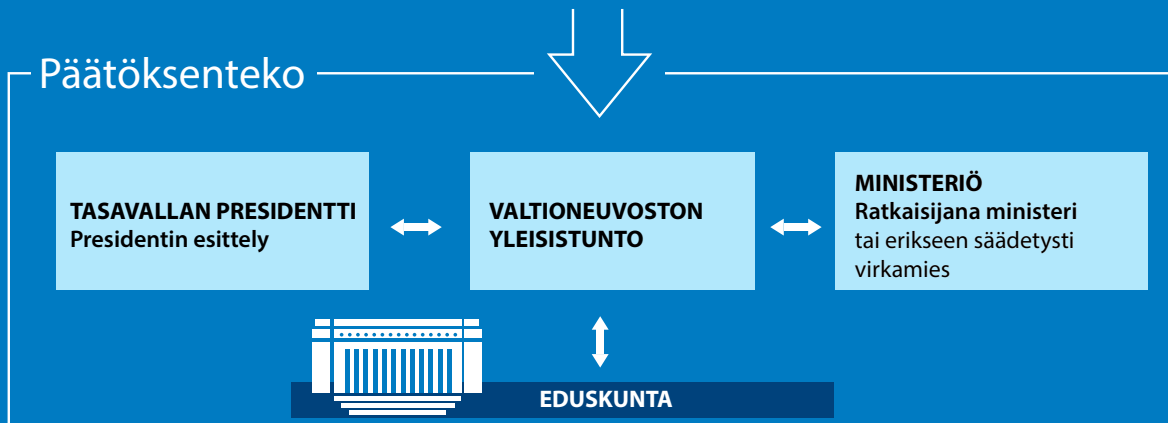 Päätöksenteko
TASAVALLAN PRESIDENTTI
Presidentin esittely
VALTIONEUVOSTON
YLEISISTUNTO
MINISTERIÖ
Ratkaisijana ministeri
tai erikseen säädetysti
virkamies
EDUSKUNTA